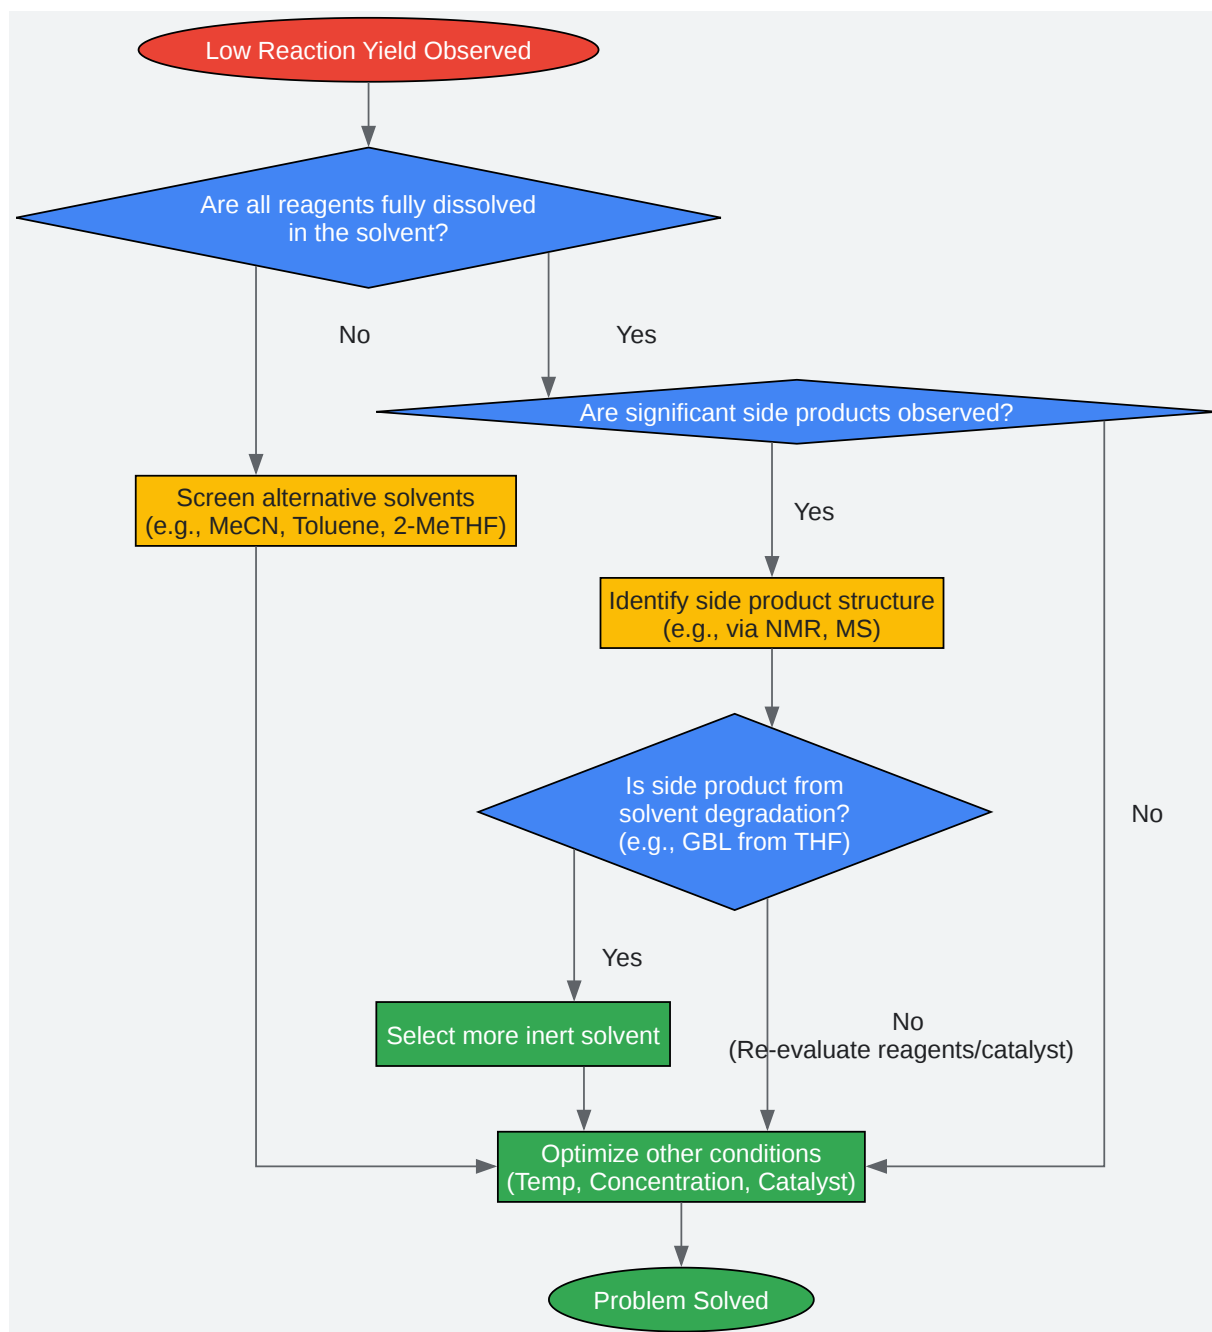 Low Reaction Yield Observed
Are all reagents fully dissolved
in the solvent?
No
Yes
Are significant side products observed?
Screen alternative solvents
(e.g., MeCN, Toluene, 2-MeTHF)
Yes
Identify side product structure
(e.g., via NMR, MS)
Is side product from
solvent degradation?
(e.g., GBL from THF)
No
Yes
Select more inert solvent
No
(Re-evaluate reagents/catalyst)
Optimize other conditions
(Temp, Concentration, Catalyst)
Problem Solved